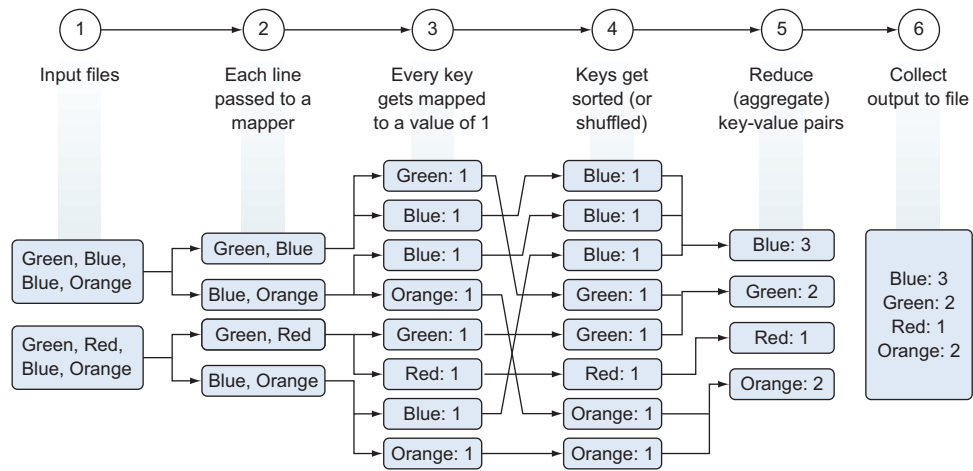 1
2
3
4
5
6
Input files
Each line
passed to a
mapper
Every key
gets mapped
to a value of 1
Keys get
sorted (or
shuffled)
Reduce
(aggregate)
key-value pairs
Collect
output to file
Green, Blue,
Blue, Orange
Green, Red,
Blue, Orange
Green, Blue
Blue, Orange
Green, Red
Blue, Orange
Green: 1
Blue: 1
Blue: 1
Orange: 1
Green: 1
Red: 1
Blue: 1
Orange: 1
Blue: 1
Blue: 1
Blue: 1
Green: 1
Green: 1
Red: 1
Orange: 1
Orange: 1
Blue: 3
Green: 2
Red: 1
Orange: 2
Blue: 3
Green: 2
Red: 1
Orange: 2